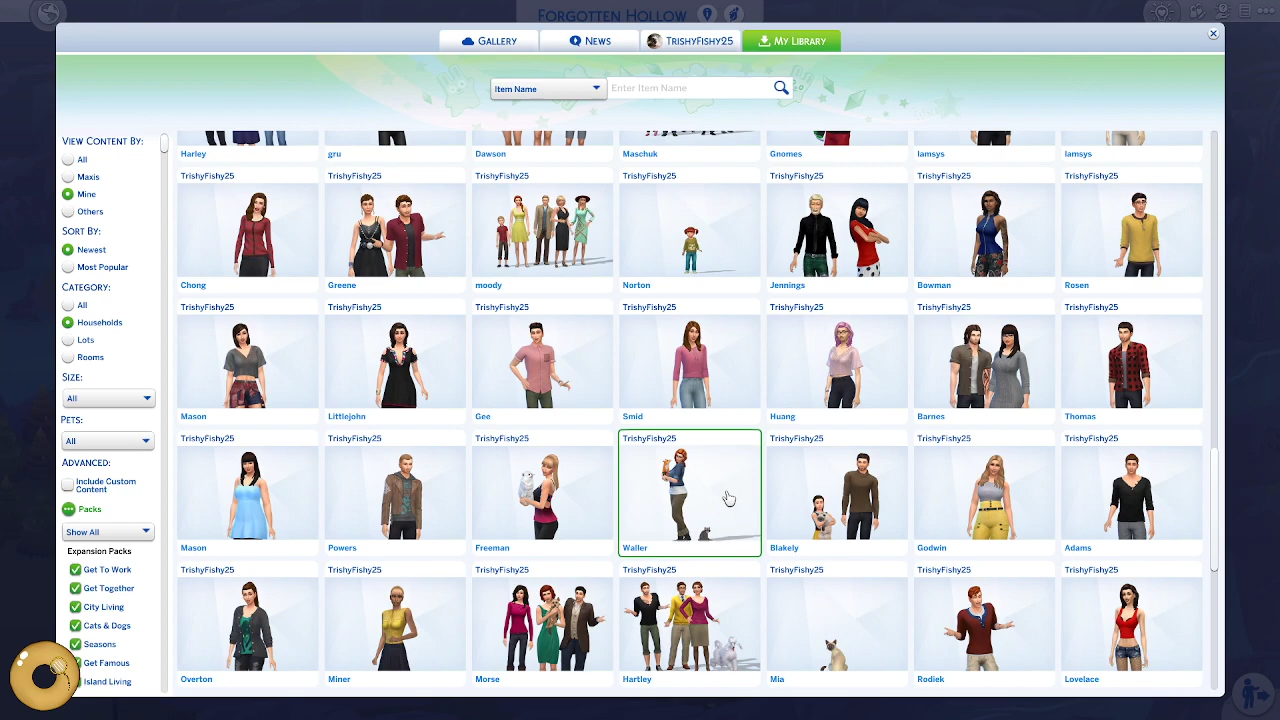 FORGOTTEN HOLLOW
GALLERY
NEWS
TRISHYFISHY25
MY LIBRARY
Item Name
Enter Item Name
VIEW CONTENT BY:
All
Maxis
Mine
Others
SORT BY:
Newest
Most Popular
CATEGORY:
All
Households
Lots
Rooms
SIZE:
All
PETS:
All
ADVANCED:
Include Custom
Content
Packs
Show All
Expansion Packs
Get To Work
Get Together
City Living
Cats & Dogs
Seasons
Get Famous
Island Living
Harley
gru
Dawson
Maschuk
Gnomes
Iamsys
Iamsys
TrishyFishy25
TrishyFishy25
TrishyFishy25
TrishyFishy25
TrishyFishy25
TrishyFishy25
TrishyFishy25
Chong
Greene
moody
Norton
Jennings
Bowman
Rosen
TrishyFishy25
TrishyFishy25
TrishyFishy25
TrishyFishy25
TrishyFishy25
TrishyFishy25
TrishyFishy25
Mason
Littlejohn
Gee
Smid
Huang
Barnes
Thomas
TrishyFishy25
TrishyFishy25
TrishyFishy25
TrishyFishy25
TrishyFishy25
TrishyFishy25
TrishyFishy25
Mason
Powers
Freeman
Waller
Blakely
Godwin
Adams
TrishyFishy25
TrishyFishy25
TrishyFishy25
TrishyFishy25
TrishyFishy25
TrishyFishy25
TrishyFishy25
Overton
Miner
Morse
Hartley
Mia
Rodiek
Lovelace